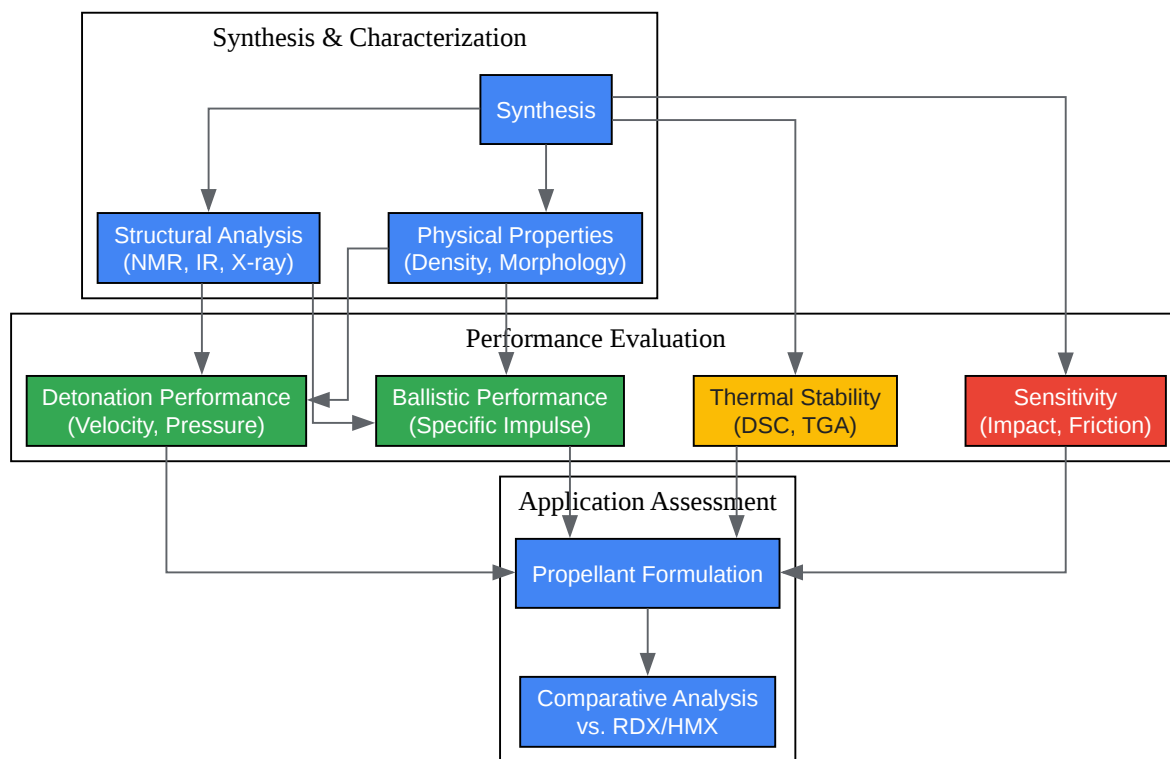 Synthesis & Characterization
Synthesis
Structural Analysis
(NMR, IR, X-ray)
Physical Properties
(Density, Morphology)
Performance Evaluation
Detonation Performance
(Velocity, Pressure)
Ballistic Performance
(Specific Impulse)
Thermal Stability
(DSC, TGA)
Sensitivity
(Impact, Friction)
Application Assessment
Propellant Formulation
Comparative Analysis
vs. RDX/HMX